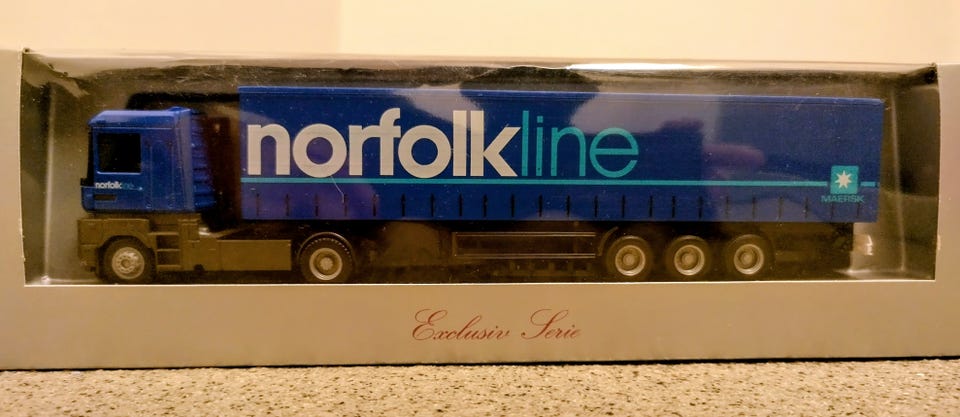 norfolkline
norfolkline
MAERSK
Exclusiv Serie